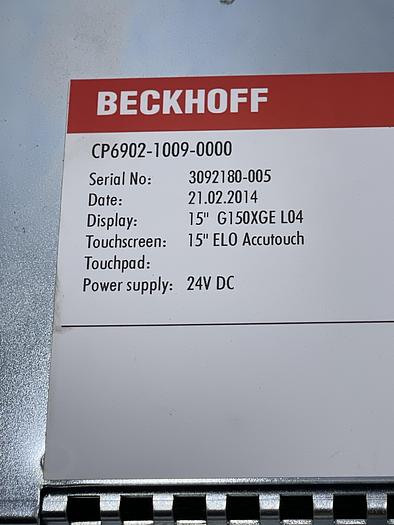 BECKHOFF
CP6902-1009-0000
Serial No: 3092180-005
Date: 21.02.2014
Display: 15" G150XGE L04
Touchscreen: 15" ELO Accutouch
Touchpad:
Power supply: 24V DC